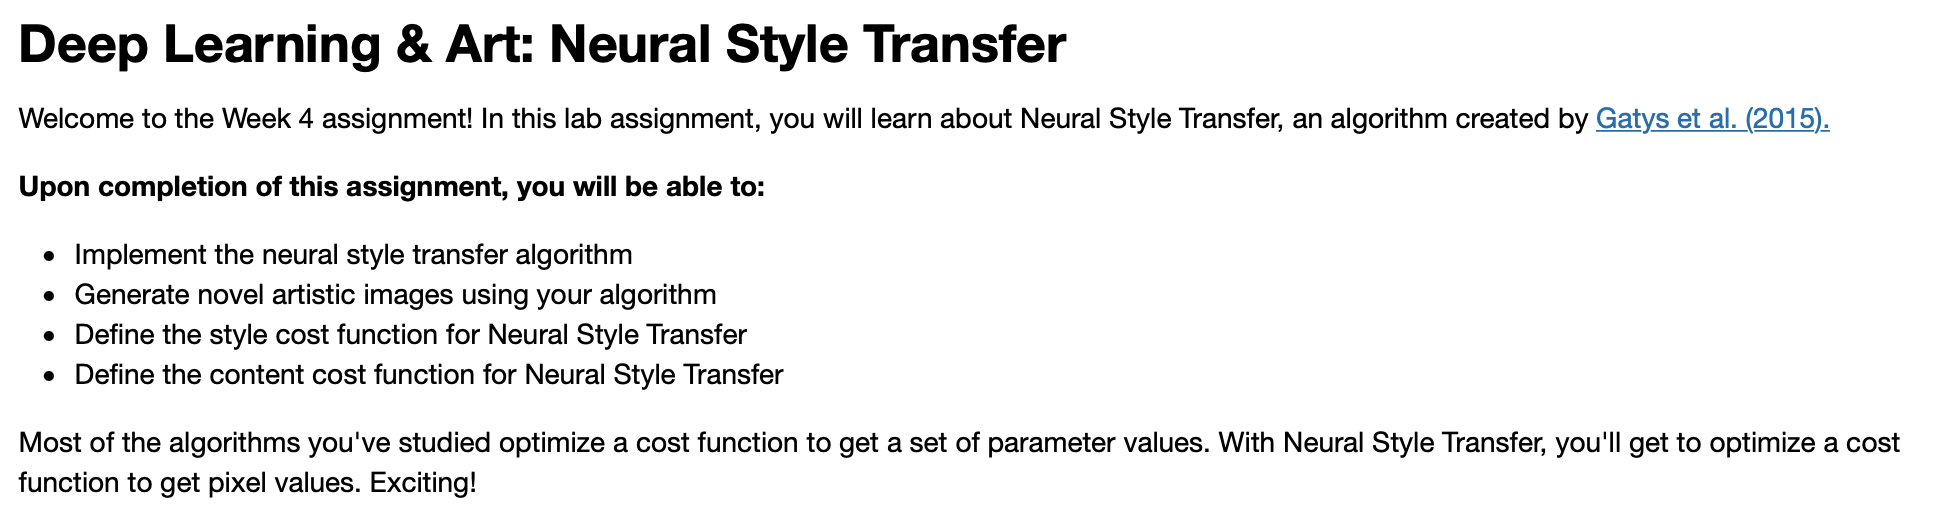 Deep Learning & Art: Neural Style Transfer
Welcome to the Week 4 assignment! In this lab assignment, you will learn about Neural Style Transfer, an algorithm created by Gatys et al. (2015).
Upon completion of this assignment, you will be able to:
• Implement the neural style transfer algorithm
• Generate novel artistic images using your algorithm
• Define the style cost function for Neural Style Transfer
• Define the content cost function for Neural Style Transfer
Most of the algorithms you've studied optimize a cost function to get a set of parameter values. With Neural Style Transfer, you'll get to optimize a cost
function to get pixel values. Exciting!